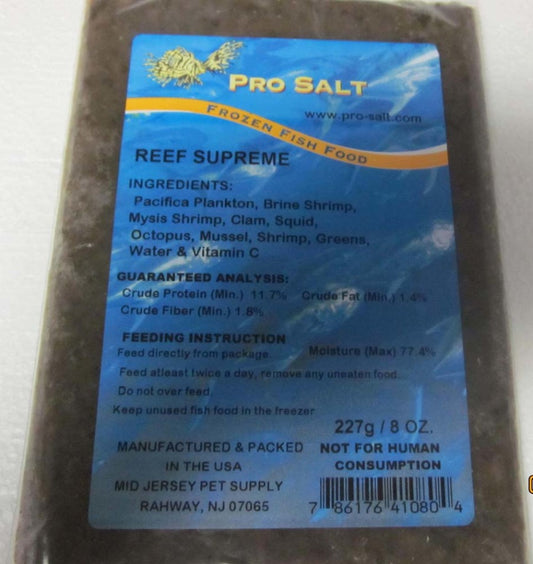 PRO SALT
www.pro-salt.com
FROZEN FISH FOOD
REEF SUPREME
INGREDIENTS:
Pacifica Plankton, Brine Shrimp,
Mysis Shrimp, Clam, Squid,
Octopus, Mussel, Shrimp, Greens,
Water & Vitamin C
GUARANTEED ANALYSIS:
Crude Protein (Min.) 11.7% Crude Fat (Min.) 1.4%
Crude Fiber (Min.) 1.8%
FEEDING INSTRUCTION
Feed directly from package. Moisture (Max) 77.4%
Feed atleast twice a day, remove any uneaten food.
Do not over feed.
Keep unused fish food in the freezer
227g / 8 OZ.
MANUFACTURED & PACKED
IN THE USA
MID JERSEY PET SUPPLY
RAHWAY, NJ 07065
NOT FOR HUMAN
CONSUMPTION
7 86176 41080 4